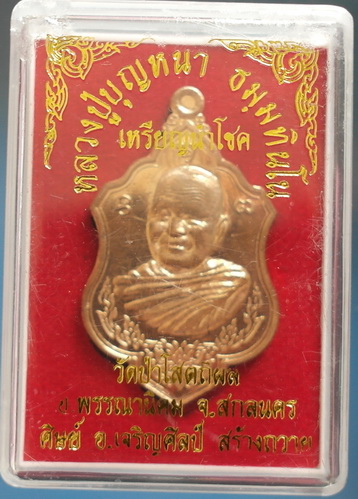 หลวงปู่บุญหนา ธมฺมทินฺโน
เหรียญนำโชค
วัดป่าโสตถผล
อ พรรณานิคม จ.สกลนคร
ศิษย์ อ.เจริญศิลป์ สร้างถวาย